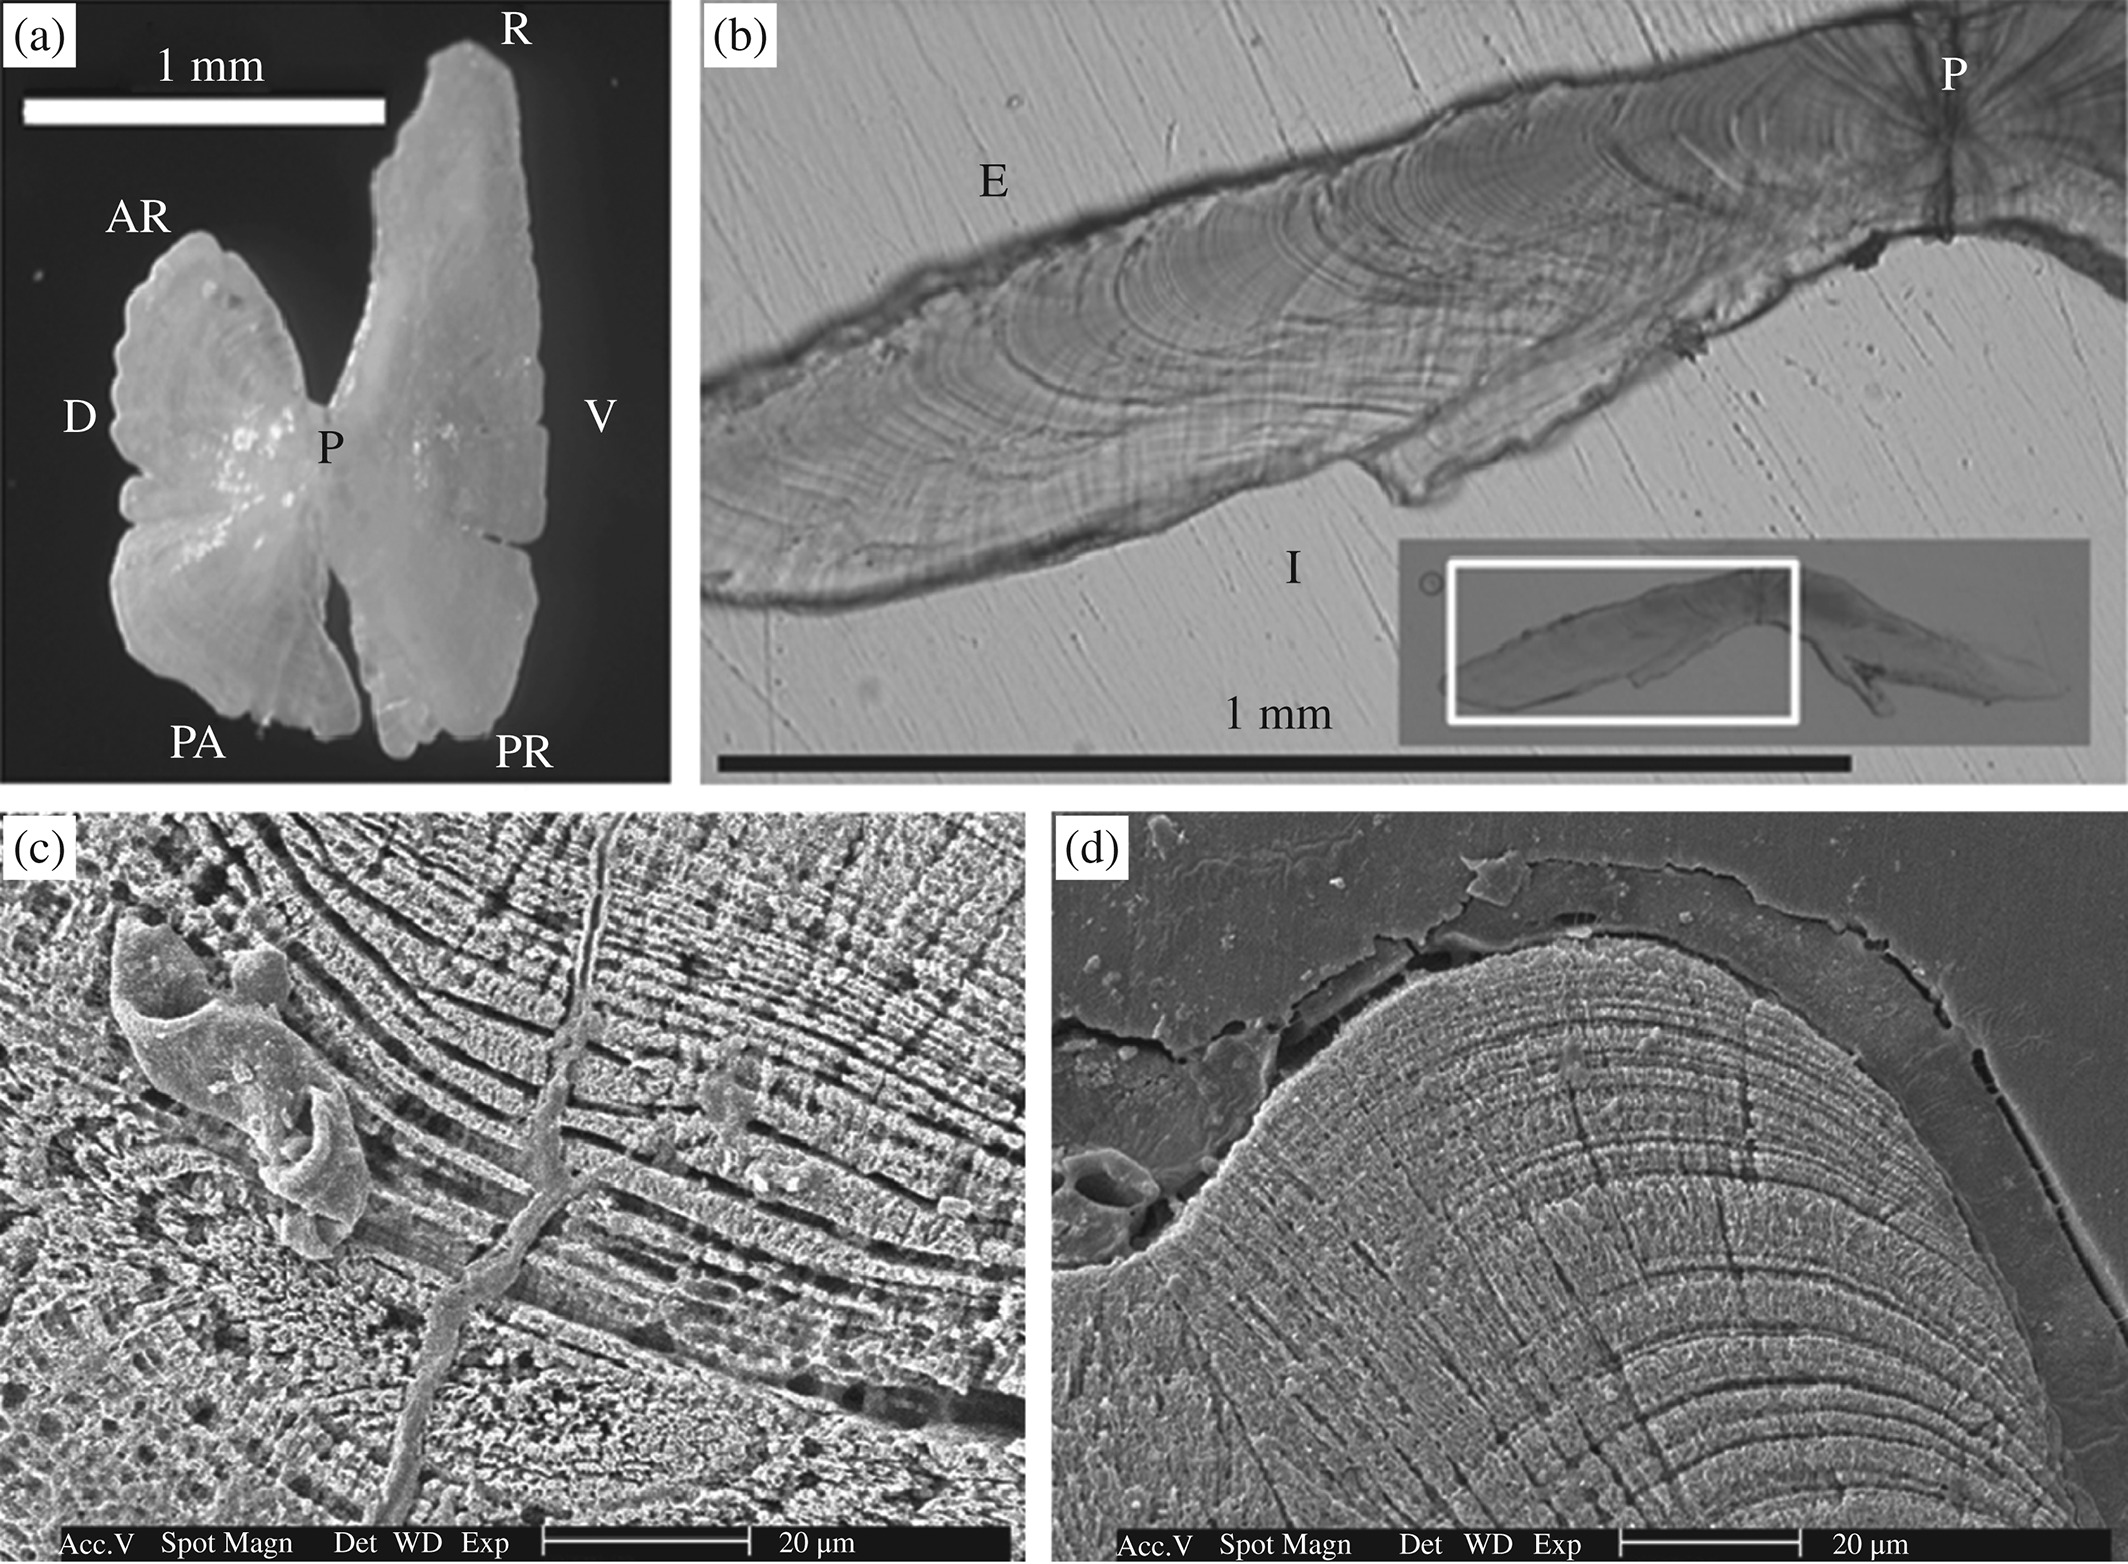 (a)
R
1 mm
AR
D
P
V
PA
PR
(b)
P
E
I
1 mm
(c)
Acc.V Spot Magn Det WD Exp 20 µm
(d)
Acc.V Spot Magn Det WD Exp 20 µm